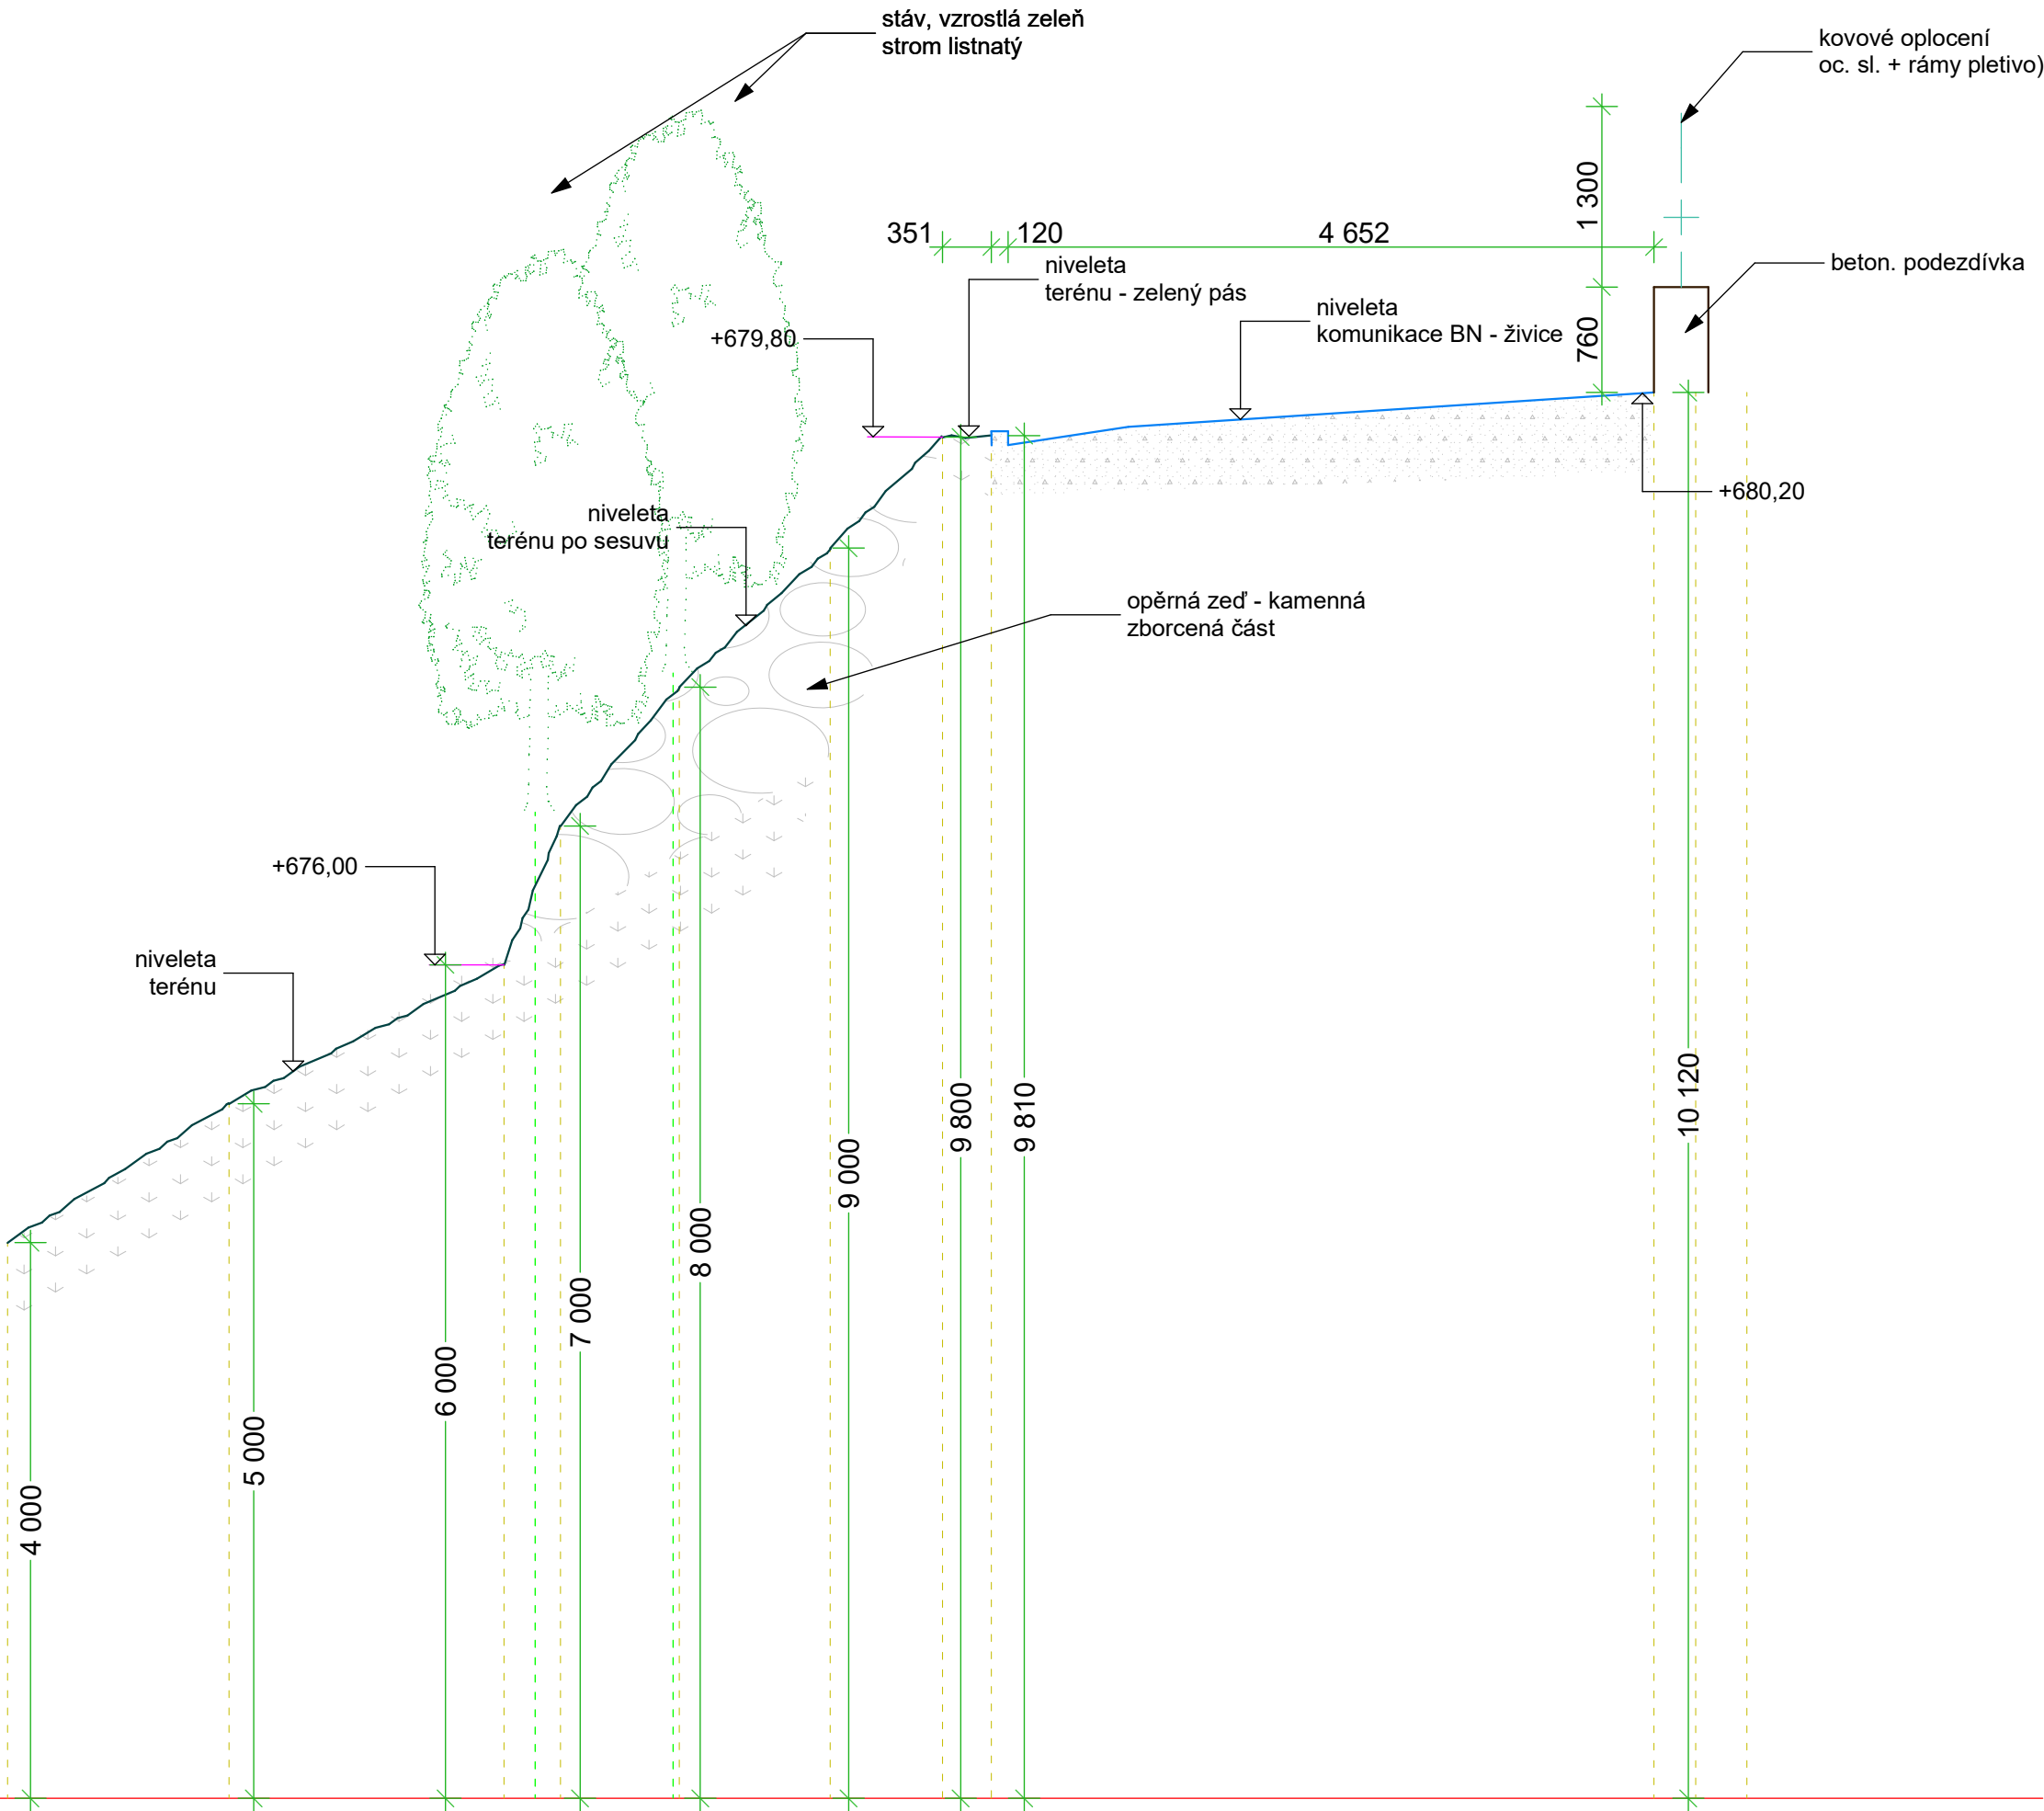 stáv, vzrostlá zeleň
strom listnatý
kovové oplocení
oc. sl. + rámy pletivo)
1 300
351
120
4 652
beton. podezdívka
niveleta
terénu - zelený pás
niveleta
komunikace BN - živice
760
+679,80
+680,20
niveleta
terénu po sesuvu
opěrná zeď - kamenná
zborcená část
+676,00
niveleta
terénu
4 000
5 000
6 000
7 000
8 000
9 000
9 800
9 810
10 120